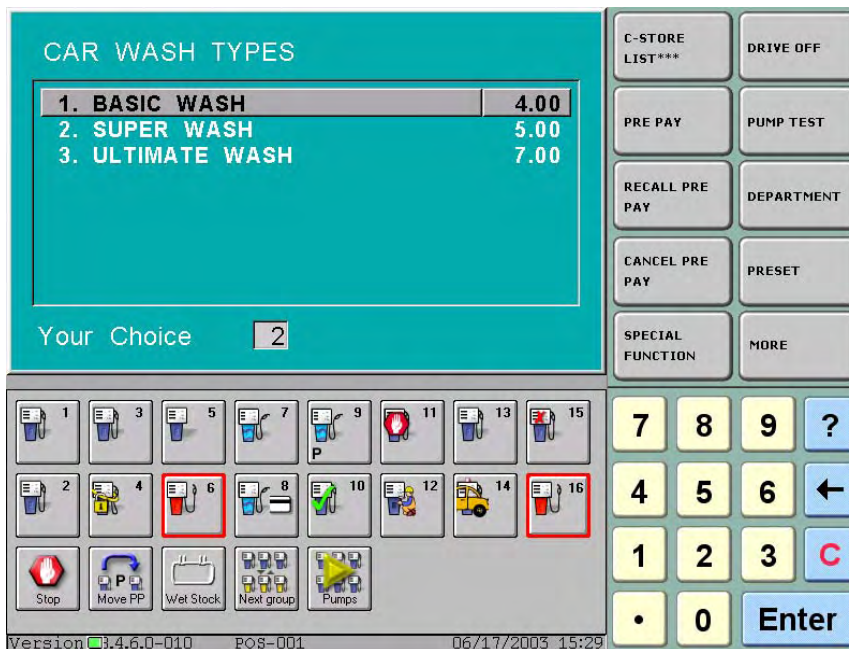 CAR WASH TYPES
1. BASIC WASH 4.00
2. SUPER WASH 5.00
3. ULTIMATE WASH 7.00
Your Choice 2
C-STORE
LIST***
DRIVE OFF
PRE PAY
PUMP TEST
RECALL PRE
PAY
DEPARTMENT
CANCEL PRE
PAY
PRESET
SPECIAL
FUNCTION
MORE
1 3 5 7 9 11 13 15
P
2 4 6 8 10 12 14 16
P
Stop Move PP Wet Stock Next group Pumps
7 8 9 ?
4 5 6 ←
1 2 3 C
• 0 Enter
Version 3.4.6.0-010 POS-001 06/17/2003 15:29